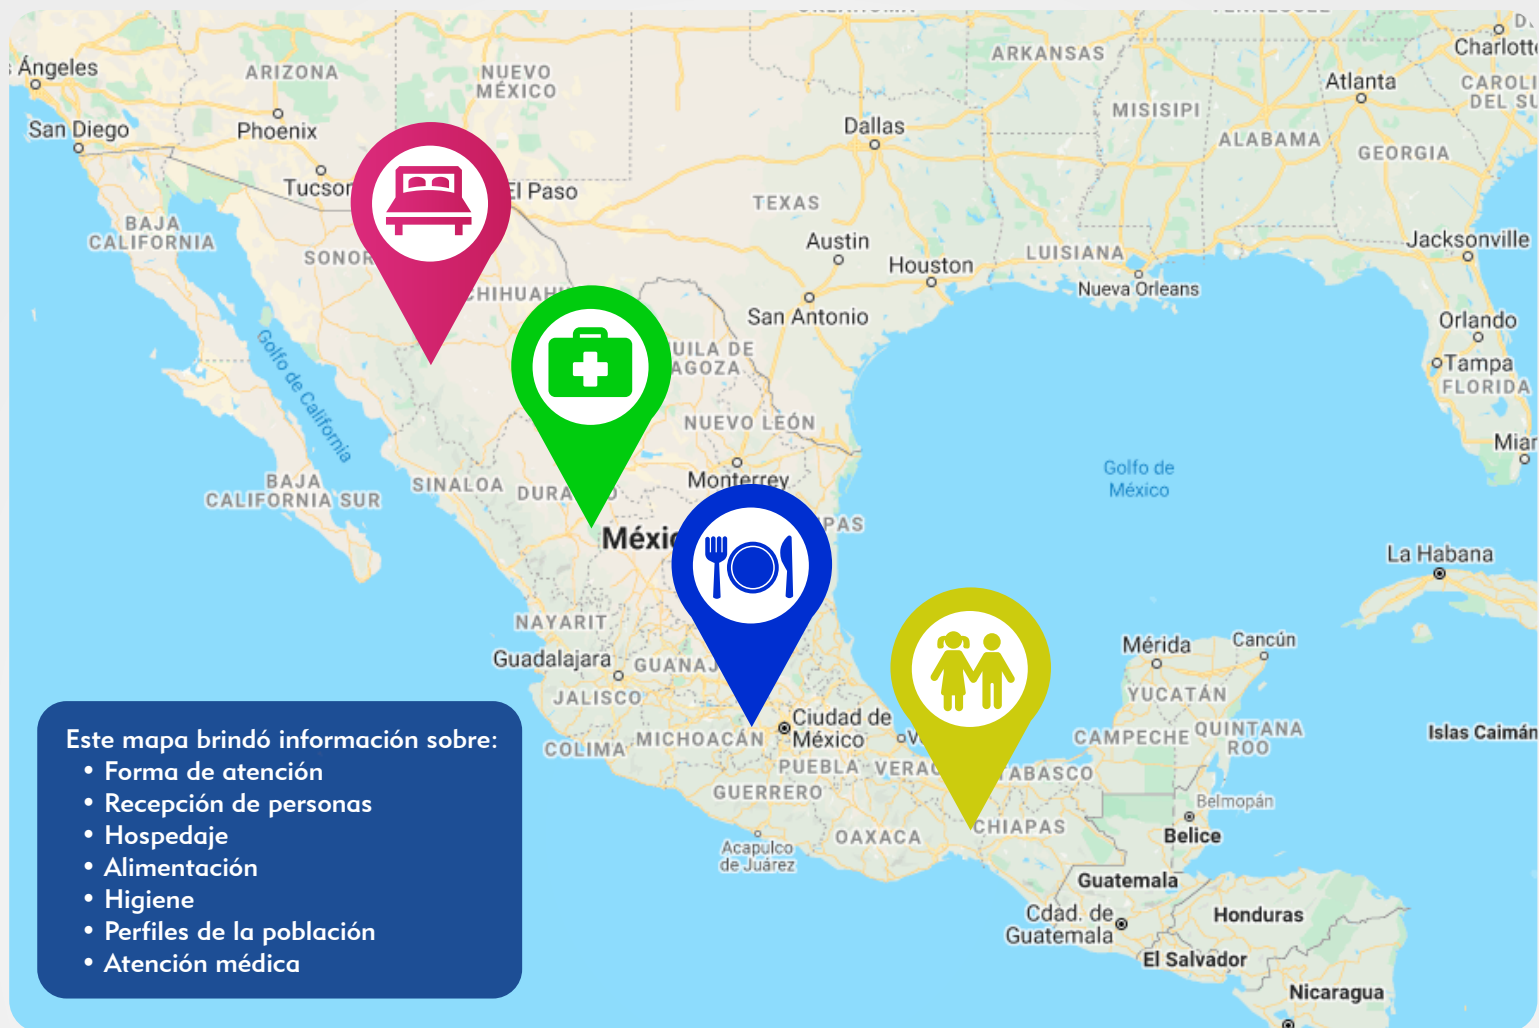 Ángeles
ARIZONA
NUEVO
MÉXICO
ARKANSAS
Charlotte
Atlanta
San Diego
Phoenix
Dallas
MISISIPI
ALABAMA
GEORGIA
CAROLI
DEL SU
Tucson
El Paso
TEXAS
BAJA
CALIFORNIA
SONOR
Austin
Houston
LUISIANA
Jacksonville
CHIHUAH
San Antonio
Nueva Orleans
Orlando
Golfo de California
UILA DE
AGOZA
Tampa
FLORIDA
NUEVO LEÓN
Miam
Monterrey
Golfo de
México
BAJA
CALIFORNIA SUR
SINALOA
DURA
O
Méxic
PAS
La Habana
NAYARIT
Guadalajara
GUANAJ
Mérida
Cancún
JALISCO
YUCATÁN
Ciudad de
México
COLIMA
MICHOACÁN
CAMPECHE
QUINTANA
ROO
Islas Caimán
PUEBLA
VERAC
TABASCO
GUERRERO
Belmopán
OAXACA
CHIAPAS
Belice
Acapulco
de Juárez
Guatemala
Cdad. de
Guatemala
Honduras
El Salvador
Nicaragua
Este mapa brindó información sobre:
• Forma de atención
• Recepción de personas
• Hospedaje
• Alimentación
• Higiene
• Perfiles de la población
• Atención médica